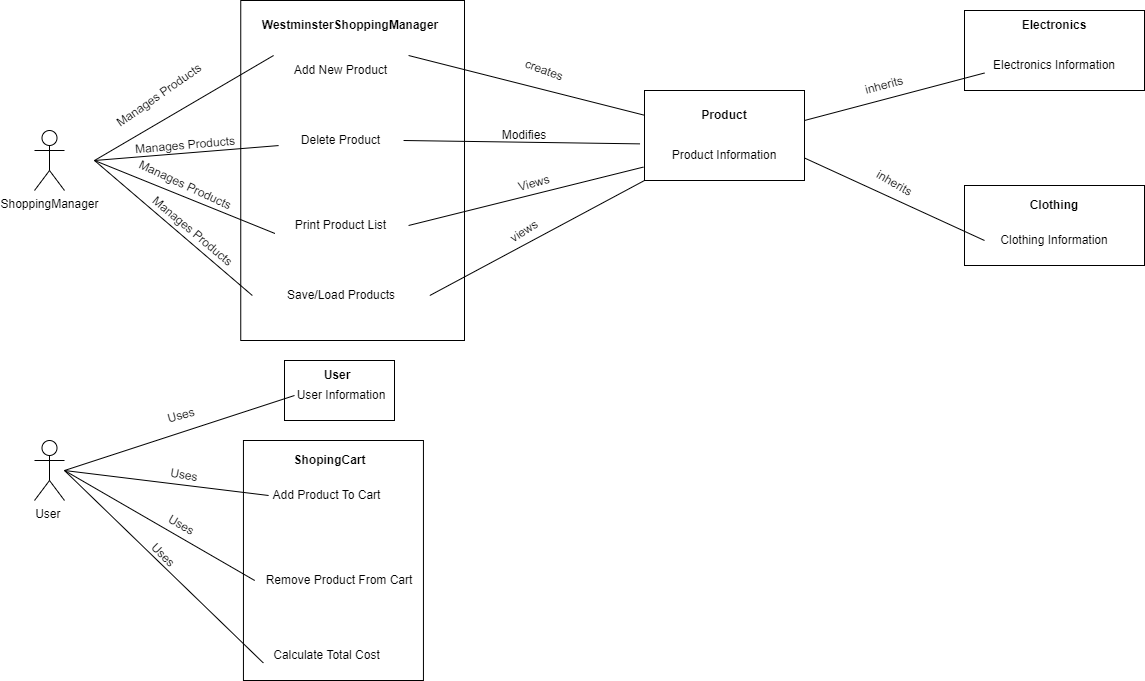 WestminsterShoppingManager
Add New Product
Delete Product
Print Product List
Save/Load Products
Manages Products
Manages Products
Manages Products
Manages Products
ShoppingManager
creates
Modifies
Views
views
Product
Product Information
inherits
inherits
Electronics
Electronics Information
Clothing
Clothing Information
User
User Information
Uses
Uses
Uses
Uses
User
ShopingCart
Add Product To Cart
Remove Product From Cart
Calculate Total Cost